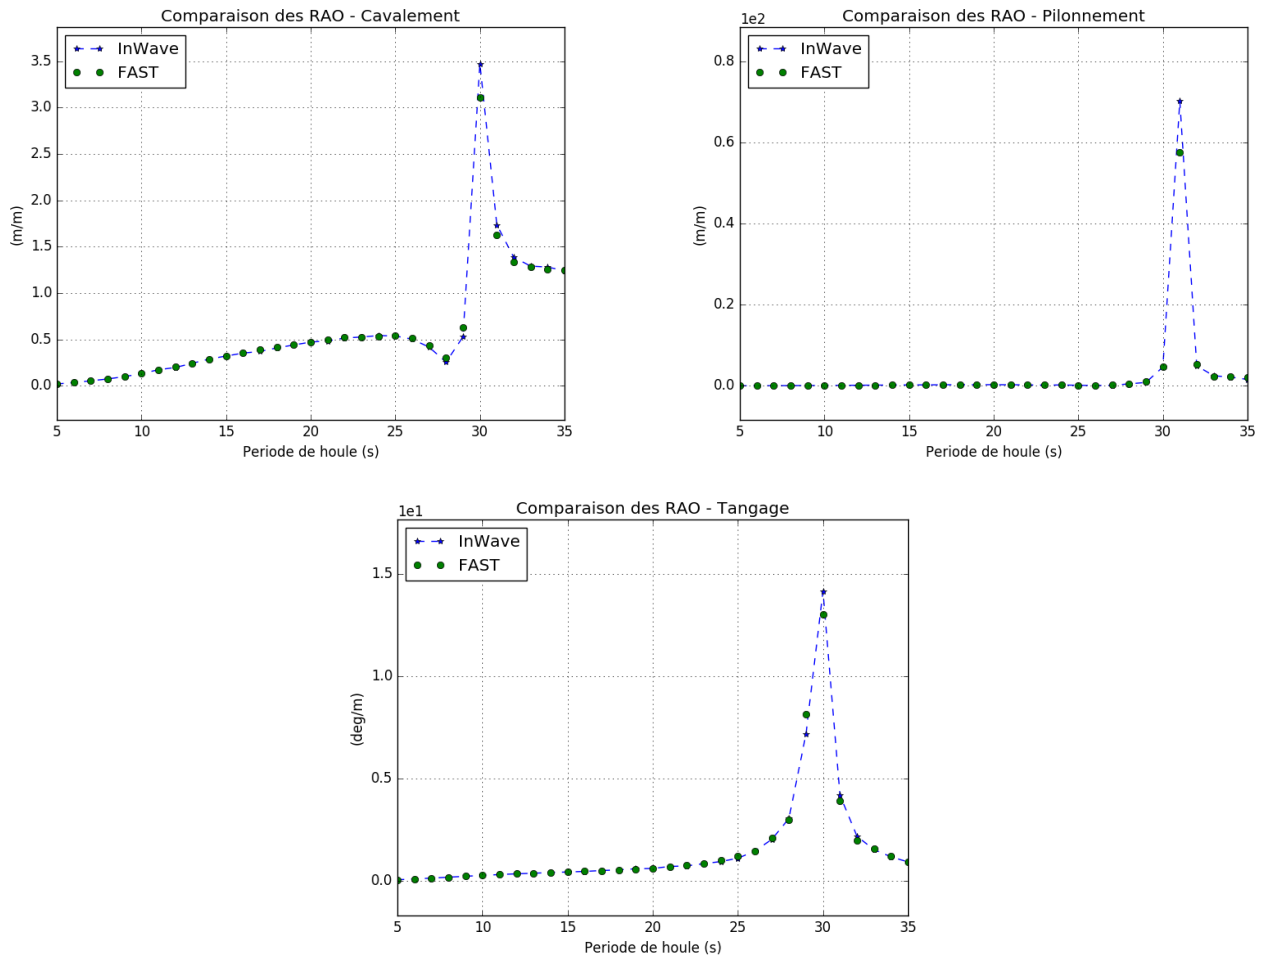 Comparaison des RAO - Cavalement
InWave
FAST
3.5
3.0
2.5
2.0
1.5
1.0
0.5
0.0
(m/m)
5 10 15 20 25 30 35
Periode de houle (s)
1e2
Comparaison des RAO - Pilonnement
InWave
FAST
0.8
0.6
0.4
0.2
0.0
(m/m)
5 10 15 20 25 30 35
Periode de houle (s)
1e1
Comparaison des RAO - Tangage
InWave
FAST
1.5
1.0
0.5
0.0
(deg/m)
5 10 15 20 25 30 35
Periode de houle (s)